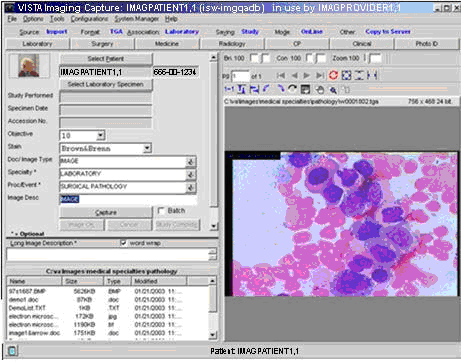 VISTA Imaging Capture: IMAGPATIENT1,1 (isw-imgqadb) in use by IMAGPROVIDER1,1
File Options Tools Configurations System Manager Help
Source: Import Format: TGA Association: Laboratory Saving: Study Mode: OnLine Other: Copy to Server
Laboratory Surgery Medicine Radiology CP Clinical Photo ID
Select Patient
IMAGPATIENT1,1 666-00-1234
Select Laboratory Specimen
Study Performed
Specimen Date
Accession No.
Objective 10
Stain Brown&Brenn
Doc/Image Type IMAGE
Specialty * LABORATORY
Proc/Event * SURGICAL PATHOLOGY
Image Desc IMAGE
Capture Batch
Image OK Cancel Study Complete
* = Optional
Long Image Description * word wrap
C:\va\images\medical specialties\pathology
Name Size Type Modified
97s1667.BMP 5626KB .BMP 01/21/2003 11:...
demo1.doc 87KB .doc 01/21/2003 11:...
DemoList.TXT 1KB .TXT 01/21/2003 11:...
electron microsc... 172KB .jpg 01/21/2003 11:...
electron microsc... 1190KB .tif 01/21/2003 11:...
image1&arrow 1751KB .doc 01/21/2003 11:...
Bri. 100 Con 100 Zoom 100
PG 1 of 1
1=1
C:\va\images\medical specialties\pathology\w0001802.tga 756 x 468 24 bit.
Patient: IMAGPATIENT1,1